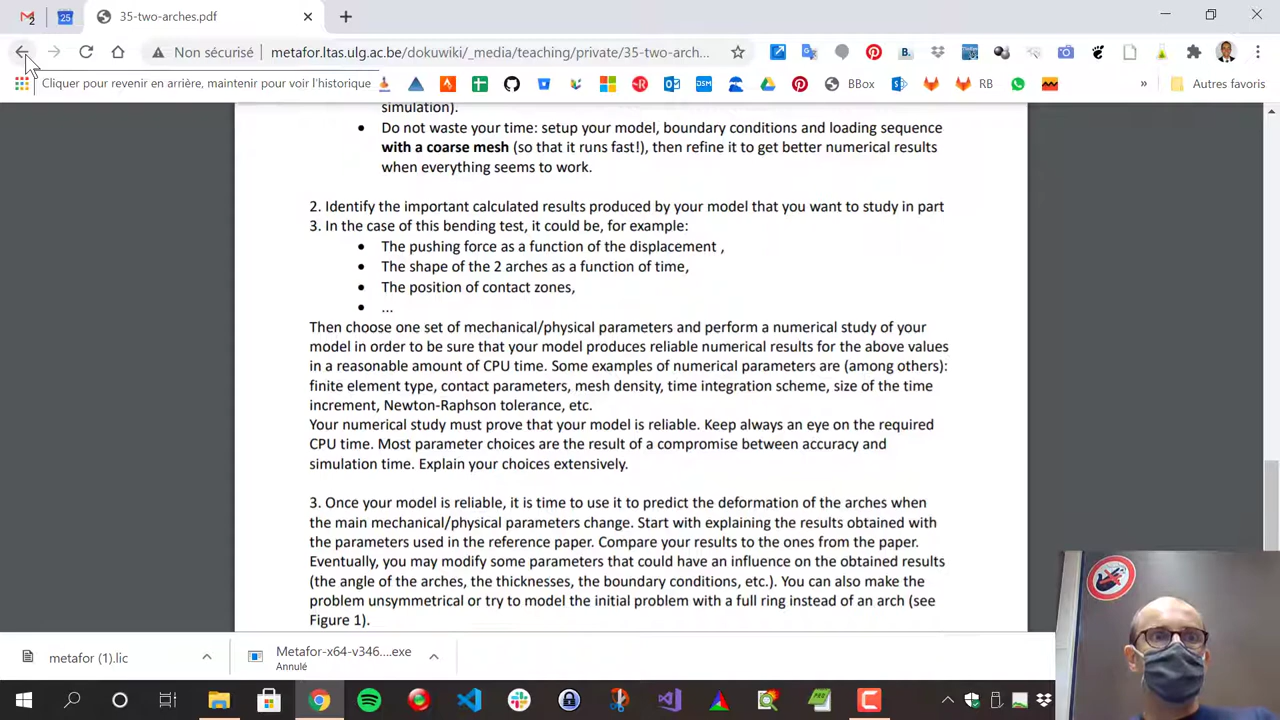 35-two-arches.pdf
Non sécurisé
metafor.ltas.ulg.ac.be/dokuwiki/_media/teaching/private/35-two-arch...
Cliquer pour revenir en arrière, maintenir pour voir l'historique
BBox
RB
»
Autres favoris
simulation).
• Do not waste your time: setup your model, boundary conditions and loading sequence
with a coarse mesh (so that it runs fast!), then refine it to get better numerical results
when everything seems to work.
2. Identify the important calculated results produced by your model that you want to study in part
3. In the case of this bending test, it could be, for example:
• The pushing force as a function of the displacement ,
• The shape of the 2 arches as a function of time,
• The position of contact zones,
• ...
Then choose one set of mechanical/physical parameters and perform a numerical study of your
model in order to be sure that your model produces reliable numerical results for the above values
in a reasonable amount of CPU time. Some examples of numerical parameters are (among others):
finite element type, contact parameters, mesh density, time integration scheme, size of the time
increment, Newton-Raphson tolerance, etc.
Your numerical study must prove that your model is reliable. Keep always an eye on the required
CPU time. Most parameter choices are the result of a compromise between accuracy and
simulation time. Explain your choices extensively.
3. Once your model is reliable, it is time to use it to predict the deformation of the arches when
the main mechanical/physical parameters change. Start with explaining the results obtained with
the parameters used in the reference paper. Compare your results to the ones from the paper.
Eventually, you may modify some parameters that could have an influence on the obtained results
(the angle of the arches, the thicknesses, the boundary conditions, etc.). You can also make the
problem unsymmetrical or try to model the initial problem with a full ring instead of an arch (see
Figure 1).
metafor (1).lic
Metafor-x64-v346....exe
Annulé